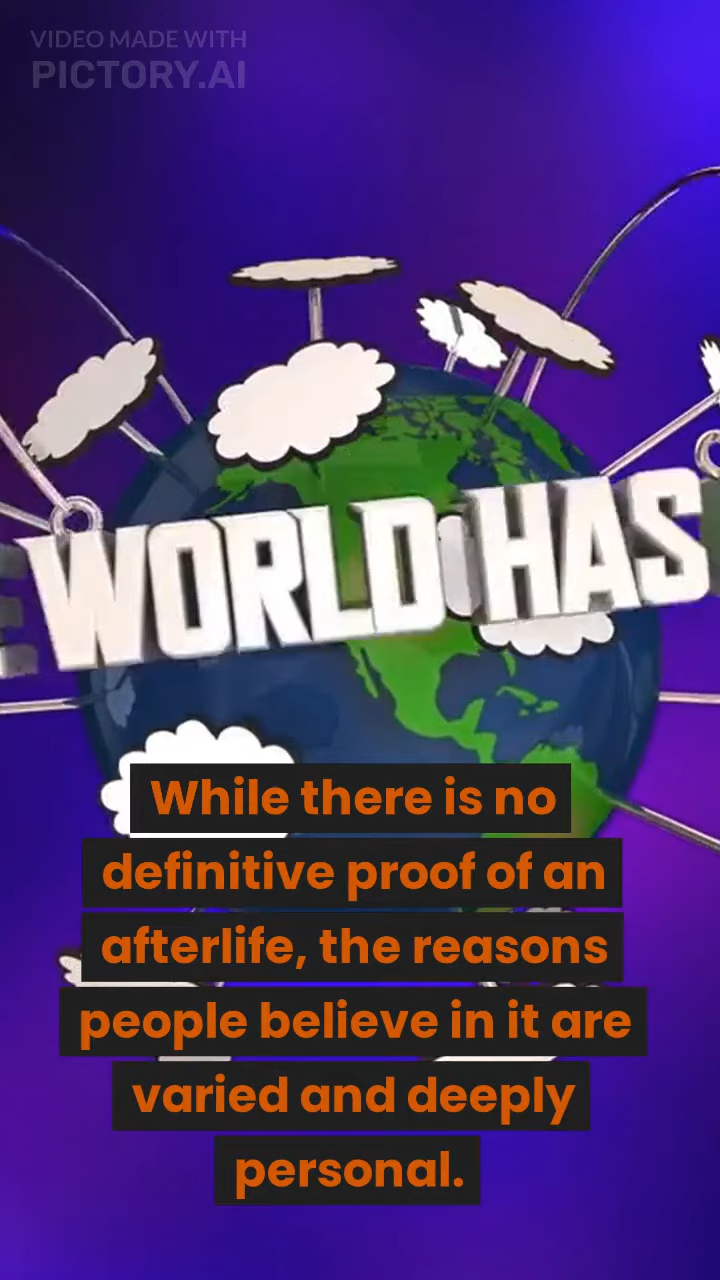 VIDEO MADE WITH
PICTORY.AI
WORLD HAS
While there is no
definitive proof of an
afterlife, the reasons
people believe in it are
varied and deeply
personal.